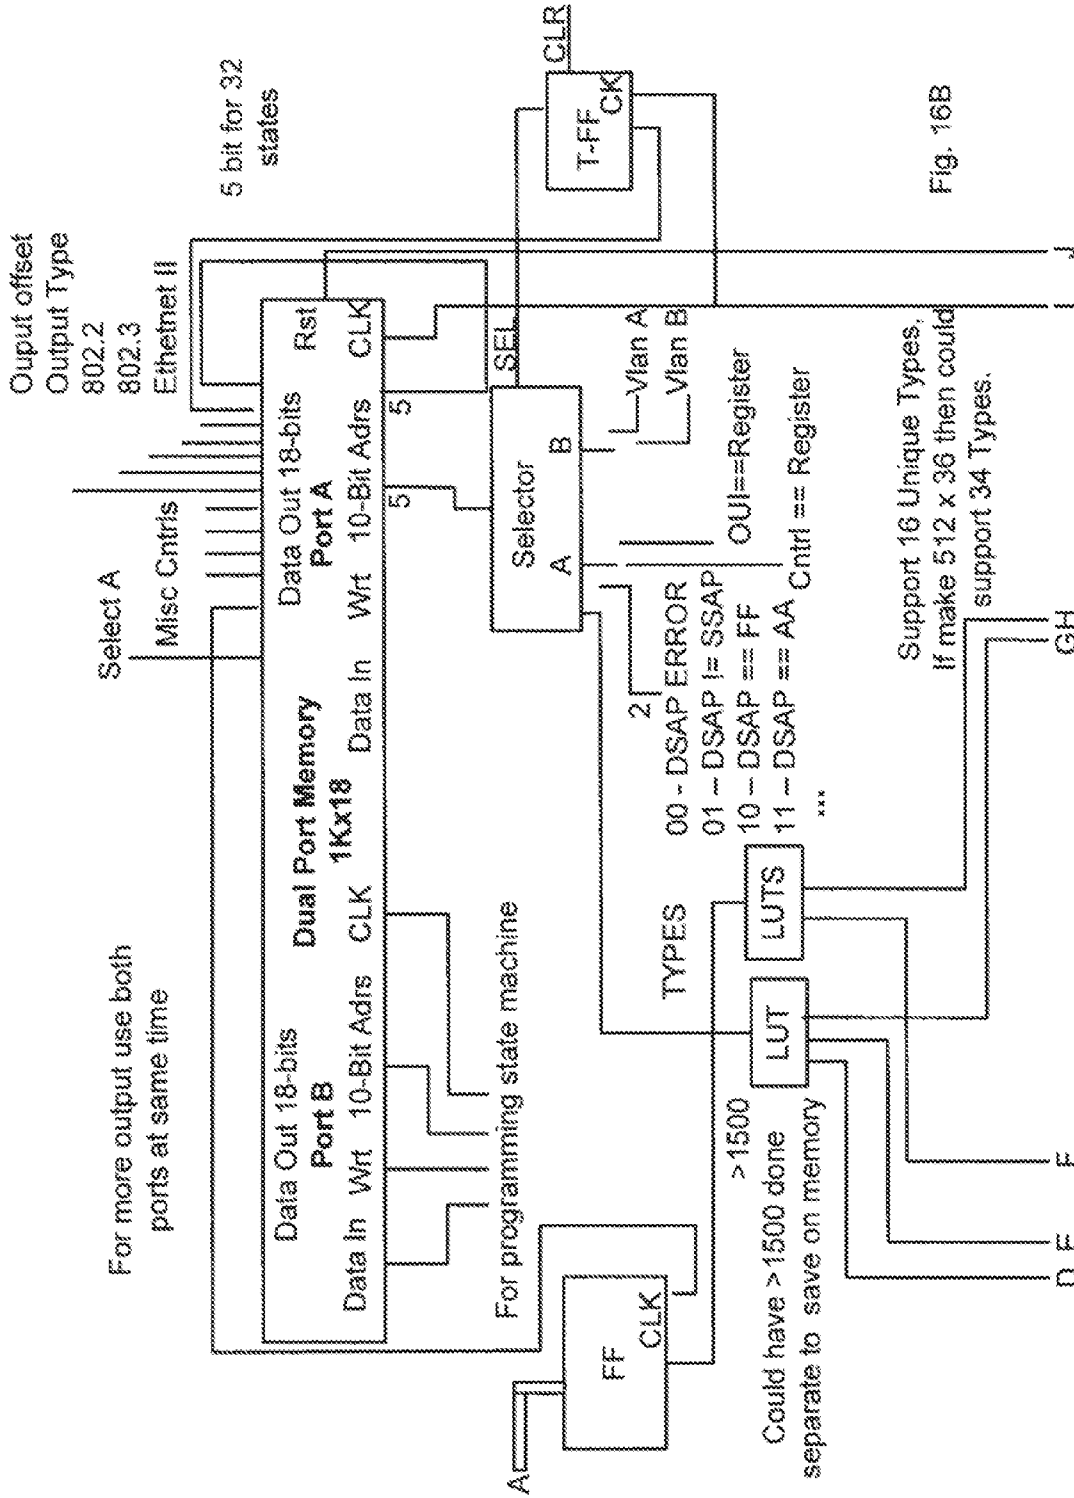 For more output use both
ports at same time
Select A
Misc Cntrls
Ouput offset
Output Type
802.2
802.3
Ethetnet II
5 bit for 32
states
Data Out 18-bits
Port B
Data In Wrt 10-Bit Adrs CLK
Dual Port Memory
1Kx18
Data Out 18-bits
Port A
Data In Wrt 10-Bit Adrs CLK
Rst
5
5
For programming state machine
Selector
A B
SEL
T-FF
CK
CLR
A
FF
CLK
Vlan A
Vlan B
OUI==Register
Cntrl == Register
2
00 - DSAP ERROR
01 – DSAP != SSAP
10 – DSAP == FF
11 – DSAP == AA
...
TYPES
>1500
LUT
LUTS
Could have >1500 done
separate to save on memory
Support 16 Unique Types.
If make 512 x 36 then could
support 34 Types.
Fig. 16B
D E F GH I J